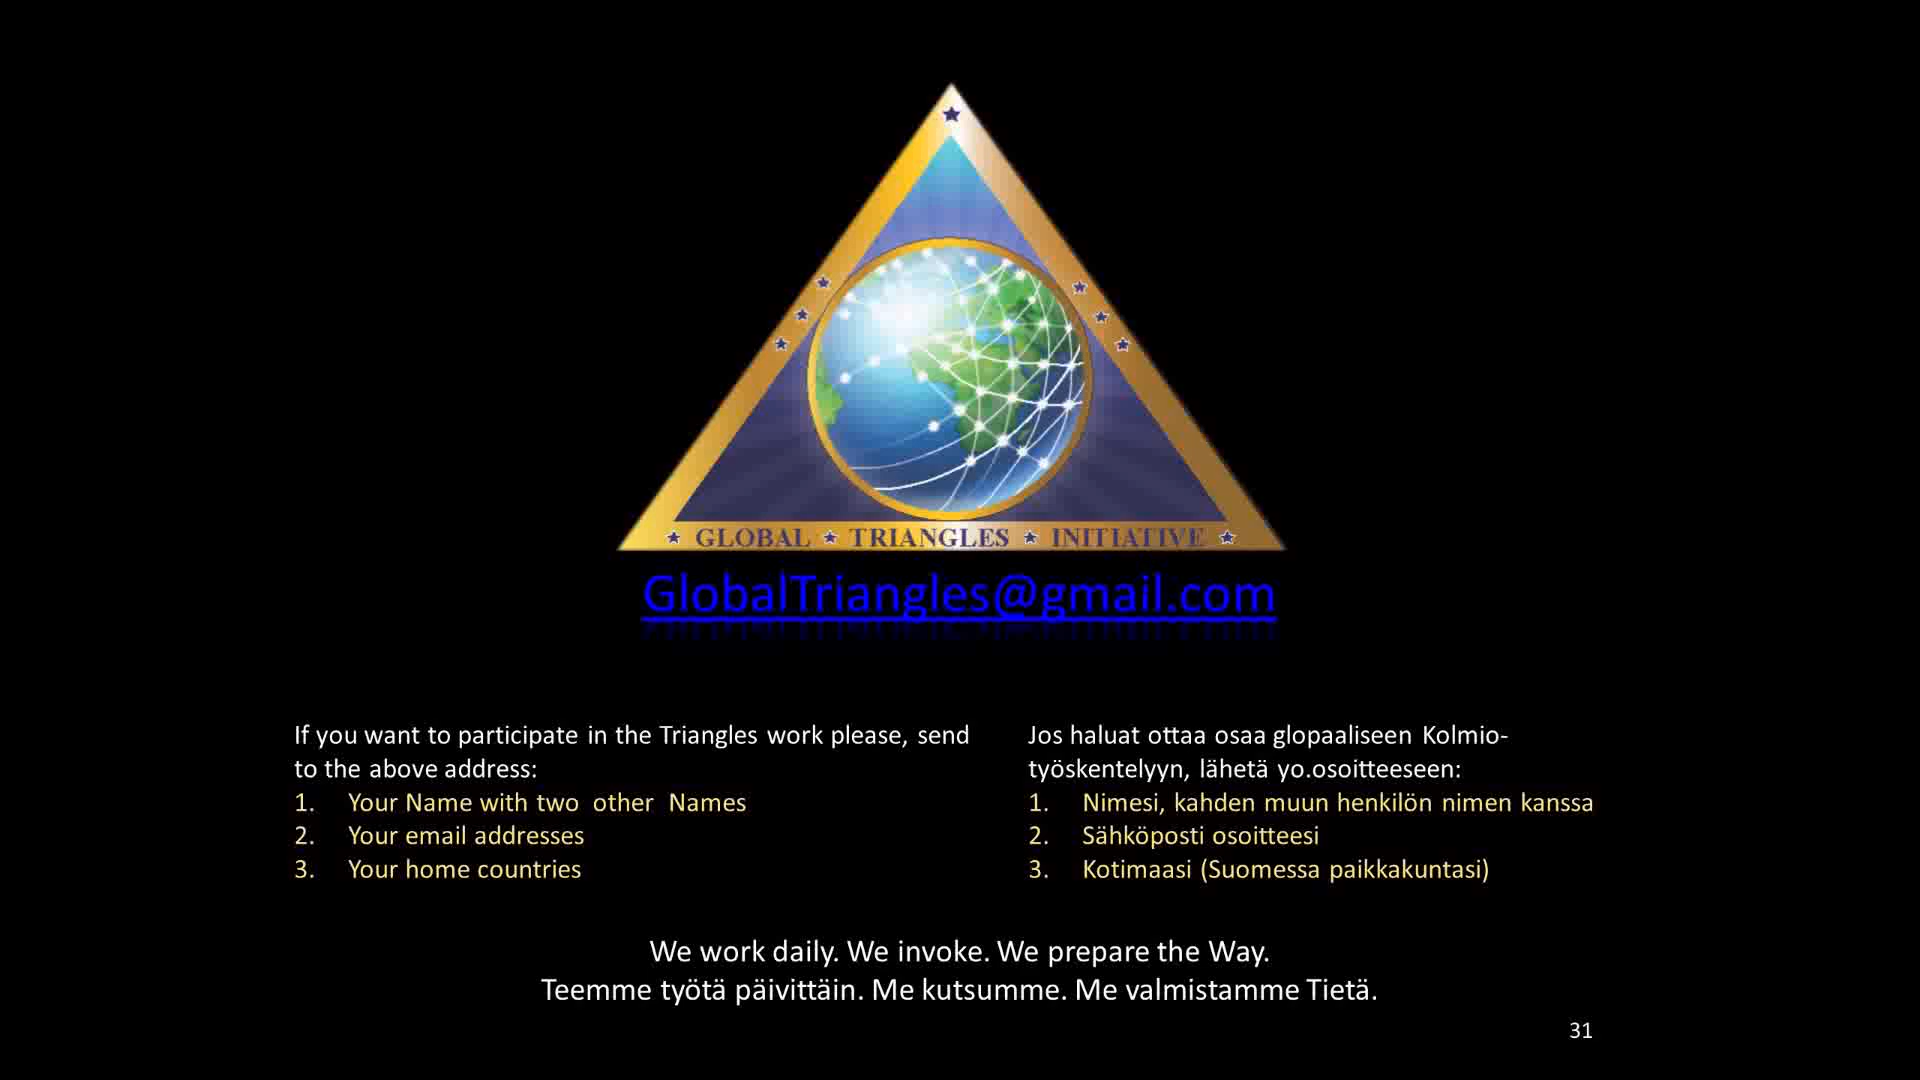 GLOBAL TRIANGLES INITIATIVE
GlobalTriangles@gmail.com
If you want to participate in the Triangles work please, send
to the above address:
1. Your Name with two other Names
2. Your email addresses
3. Your home countries
Jos haluat ottaa osaa glopaaliseen Kolmio-
työskentelyyn, lähetä yo.osoitteeseen:
1. Nimesi, kahden muun henkilön nimen kanssa
2. Sähköposti osoitteesi
3. Kotimaasi (Suomessa paikkakuntasi)
We work daily. We invoke. We prepare the Way.
Teemme työtä päivittäin. Me kutsumme. Me valmistamme Tietä.
31